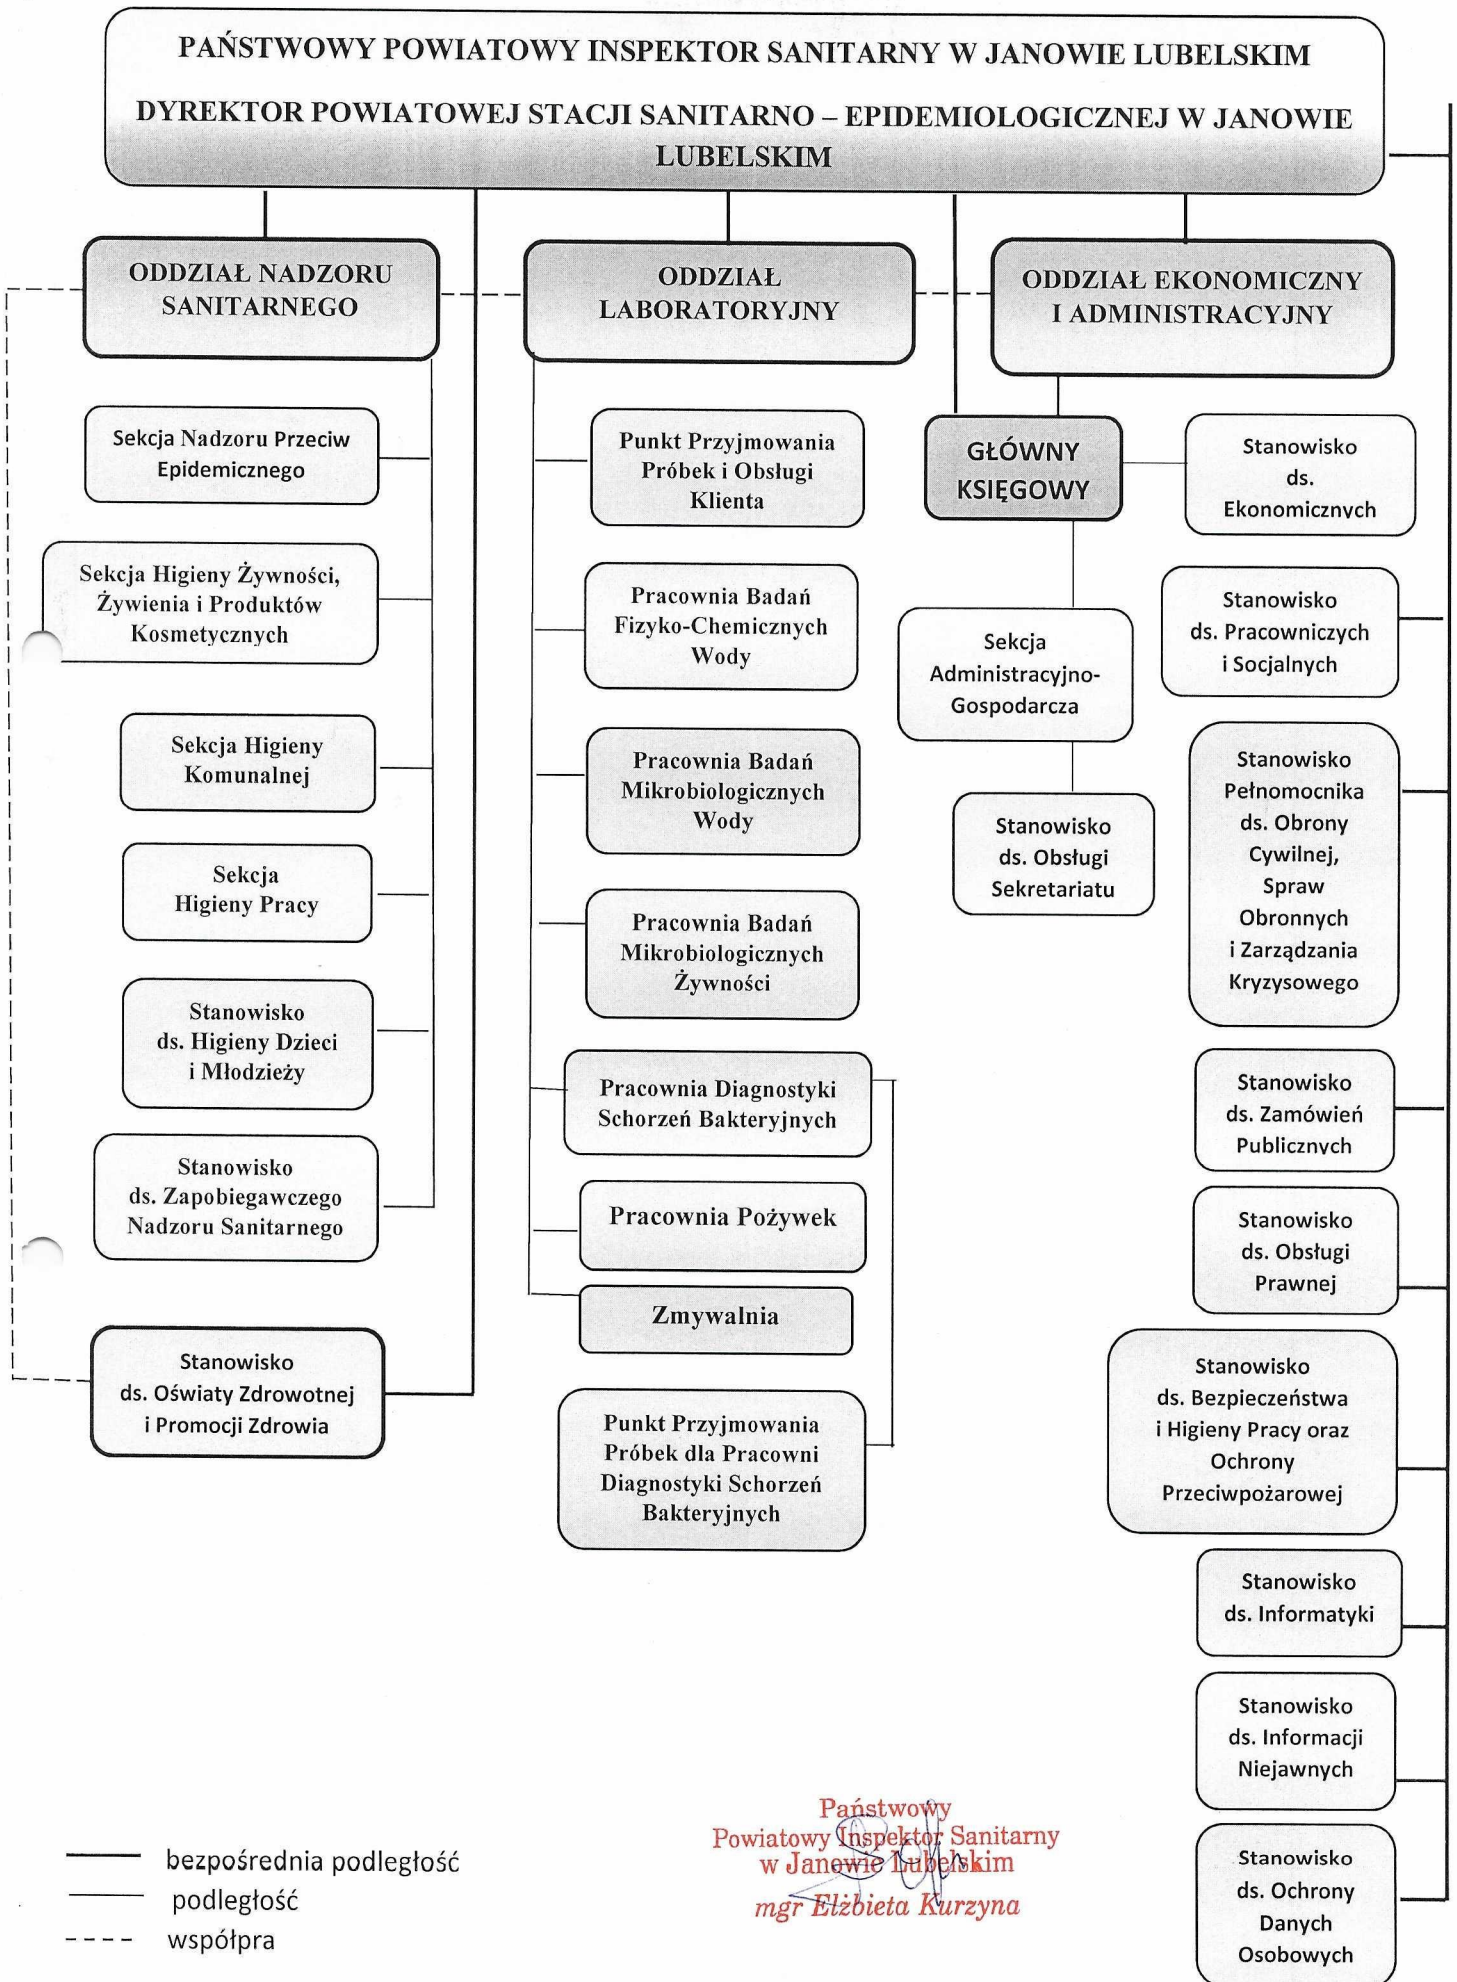 PAŃSTWOWY POWIATOWY INSPEKTOR SANITARNY W JANOWIE LUBELSKIM
DYREKTOR POWIATOWEJ STACJI SANITARNO – EPIDEMIOLOGICZNEJ W JANOWIE
LUBELSKIM
ODDZIAŁ NADZORU
SANITARNEGO
ODDZIAŁ
LABORATORYJNY
ODDZIAŁ EKONOMICZNY
I ADMINISTRACYJNY
Sekcja Nadzoru Przeciw
Epidemicznego
Sekcja Higieny Żywności,
Żywienia i Produktów
Kosmetycznych
Sekcja Higieny
Komunalnej
Sekcja
Higieny Pracy
Stanowisko
ds. Higieny Dzieci
i Młodzieży
Stanowisko
ds. Zapobiegawczego
Nadzoru Sanitarnego
Stanowisko
ds. Oświaty Zdrowotnej
i Promocji Zdrowia
Punkt Przyjmowania
Próbek i Obsługi
Klienta
Pracownia Badań
Fizyko-Chemicznych
Wody
Pracownia Badań
Mikrobiologicznych
Wody
Pracownia Badań
Mikrobiologicznych
Żywności
Pracownia Diagnostyki
Schorzeń Bakteryjnych
Pracownia Pożywek
Zmywalnia
Punkt Przyjmowania
Próbek dla Pracowni
Diagnostyki Schorzeń
Bakteryjnych
GŁÓWNY
KSIĘGOWY
Sekcja
Administracyjno-
Gospodarcza
Stanowisko
ds. Obsługi
Sekretariatu
Stanowisko
ds.
Ekonomicznych
Stanowisko
ds. Pracowniczych
i Socjalnych
Stanowisko
Pełnomocnika
ds. Obrony
Cywilnej,
Spraw
Obronnych
i Zarządzania
Kryzysowego
Stanowisko
ds. Zamówień
Publicznych
Stanowisko
ds. Obsługi
Prawnej
Stanowisko
ds. Bezpieczeństwa
i Higieny Pracy oraz
Ochrony
Przeciwpożarowej
Stanowisko
ds. Informatyki
Stanowisko
ds. Informacji
Niejawnych
Stanowisko
ds. Ochrony
Danych
Osobowych
bezpośrednia podległość
podległość
współpra
Państwowy
Powiatowy Inspektor Sanitarny
w Janowie Lubelskim
mgr Elżbieta Kurzyna